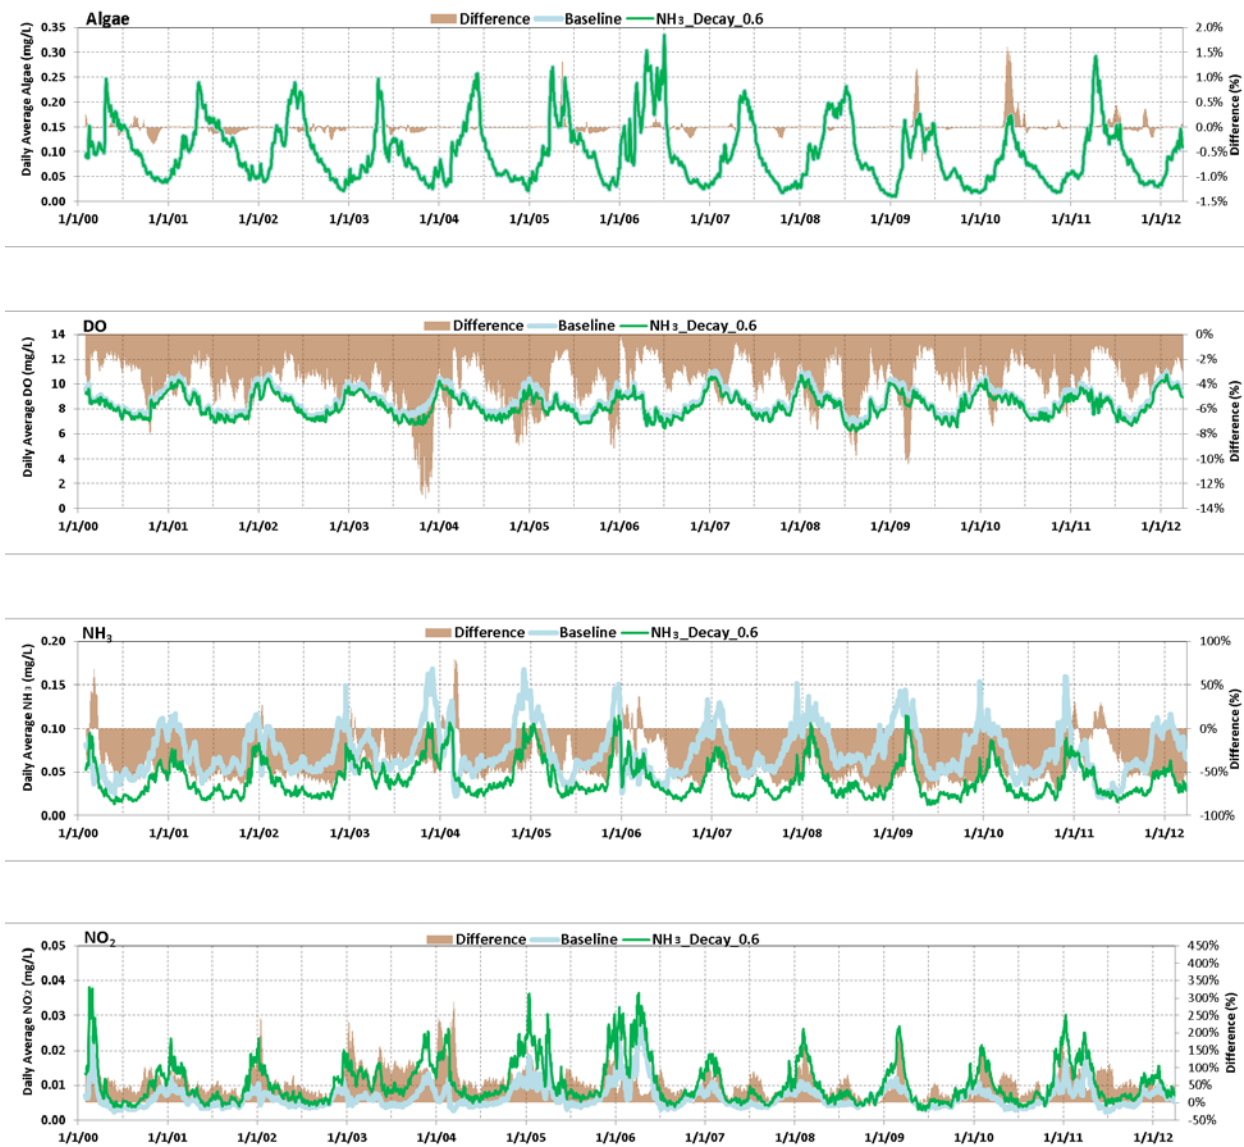 Algae
Difference Baseline NH₃_Decay_0.6
Daily Average Algae (mg/L)
0.35
0.30
0.25
0.20
0.15
0.10
0.05
0.00
2.0%
1.5%
1.0%
0.5%
0.0%
-0.5%
-1.0%
-1.5%
Difference (%)
1/1/00 1/1/01 1/1/02 1/1/03 1/1/04 1/1/05 1/1/06 1/1/07 1/1/08 1/1/09 1/1/10 1/1/11 1/1/12
DO
Difference Baseline NH₃_Decay_0.6
Daily Average DO (mg/L)
14
12
10
8
6
4
2
0
0%
-2%
-4%
-6%
-8%
-10%
-12%
-14%
Difference (%)
1/1/00 1/1/01 1/1/02 1/1/03 1/1/04 1/1/05 1/1/06 1/1/07 1/1/08 1/1/09 1/1/10 1/1/11 1/1/12
NH₃
Difference Baseline NH₃_Decay_0.6
Daily Average NH₃ (mg/L)
0.20
0.15
0.10
0.05
0.00
100%
50%
0%
-50%
-100%
Difference (%)
1/1/00 1/1/01 1/1/02 1/1/03 1/1/04 1/1/05 1/1/06 1/1/07 1/1/08 1/1/09 1/1/10 1/1/11 1/1/12
NO₂
Difference Baseline NH₃_Decay_0.6
Daily Average NO₂ (mg/L)
0.05
0.04
0.03
0.02
0.01
0.00
450%
400%
350%
300%
250%
200%
150%
100%
50%
0%
-50%
Difference (%)
1/1/00 1/1/01 1/1/02 1/1/03 1/1/04 1/1/05 1/1/06 1/1/07 1/1/08 1/1/09 1/1/10 1/1/11 1/1/12